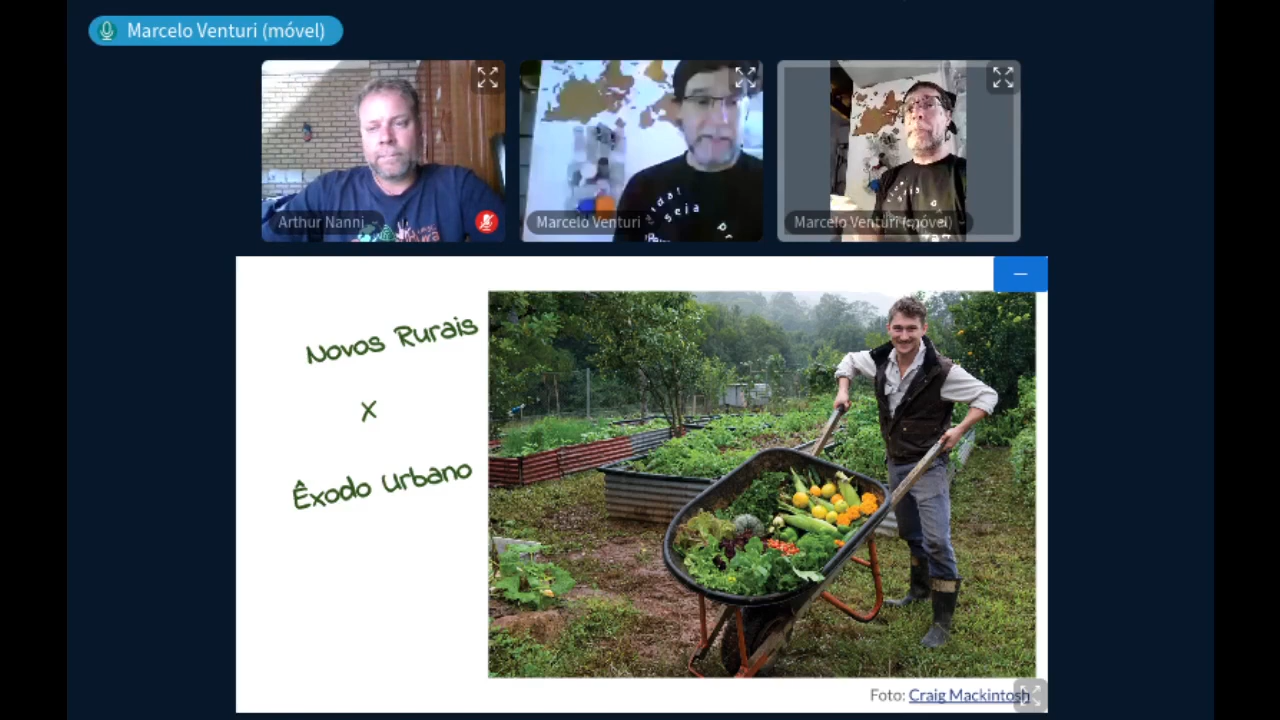 Marcelo Venturi (móvel)
Arthur Nanni
Marcelo Venturi
Marcelo Venturi (móvel)
Novos Rurais
X
Êxodo Urbano
Foto: Craig Mackintosh